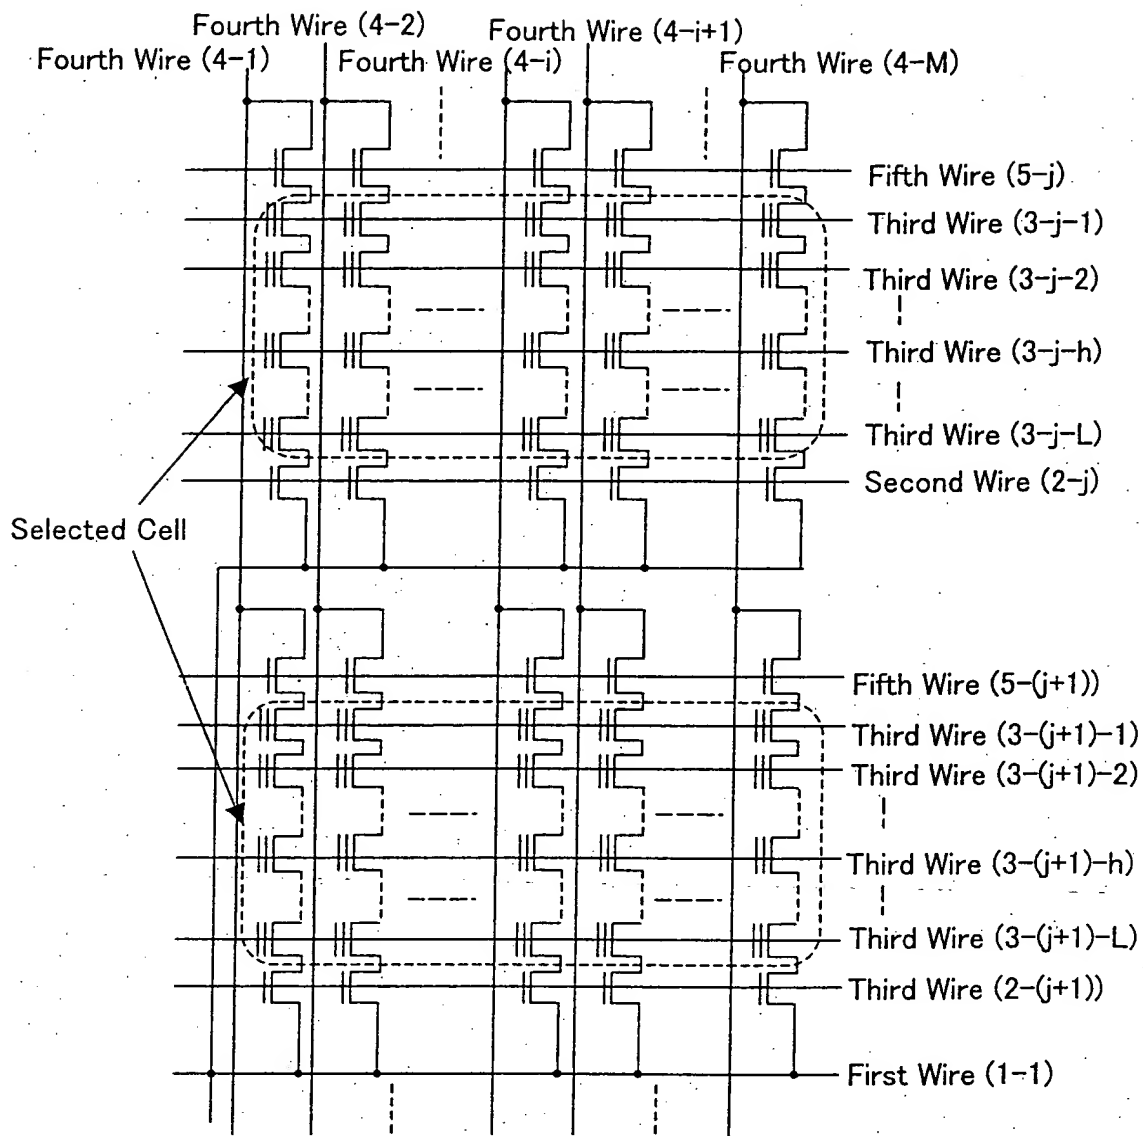 Fourth Wire (4-2)
Fourth Wire (4-i+1)
Fourth Wire (4-1)
Fourth Wire (4-i)
Fourth Wire (4-M)
Fifth Wire (5-j)
Third Wire (3-j-1)
Third Wire (3-j-2)
Third Wire (3-j-h)
Third Wire (3-j-L)
Second Wire (2-j)
Selected Cell
Fifth Wire (5-(j+1))
Third Wire (3-(j+1)-1)
Third Wire (3-(j+1)-2)
Third Wire (3-(j+1)-h)
Third Wire (3-(j+1)-L)
Third Wire (2-(j+1))
First Wire (1-1)